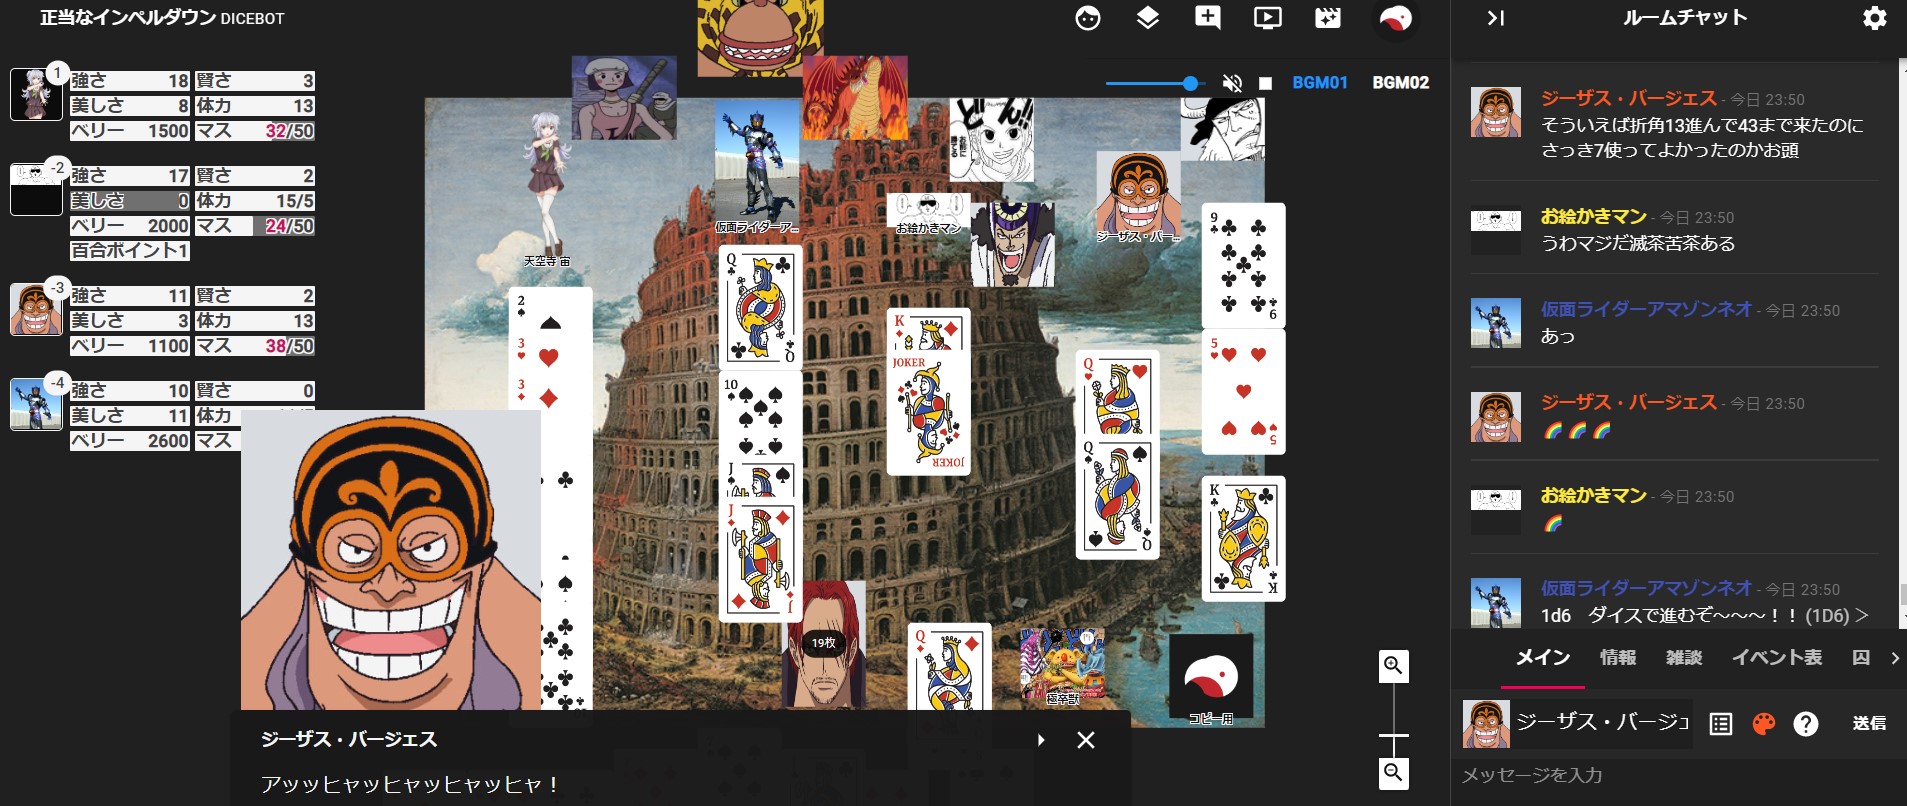 正当なインペルダウン DICEBOT
ルームチャット
BGM01
BGM02
1
強さ 18 賢さ 3
美しさ 8 体力 13
ベリー 1500 マス 32/50
-2
強さ 17 賢さ 2
美しさ 0 体力 15/5
ベリー 2000 マス 24/50
百合ポイント1
-3
強さ 11 賢さ 2
美しさ 3 体力 13
ベリー 1100 マス 38/50
-4
強さ 10 賢さ 0
美しさ 11 体力
ベリー 2600 マス
天空寺 宙
仮面ライダーア...
お絵かきマン
ジーザス・バー...
2
3
3
Q
Q
10
J
J
J
K
JOKER
JOKER
Q
Q
Q
9
9
5
5
K
K
19枚
Q
極卒獣
コピー用
ジーザス・バージェス
アッッヒャッヒャッヒャッヒャ！
ジーザス・バージェス - 今日 23:50
そういえば折角13進んで43まで来たのに
さっき7使ってよかったのかお頭
お絵かきマン - 今日 23:50
うわマジだ滅茶苦茶ある
仮面ライダーアマゾンネオ - 今日 23:50
あっ
ジーザス・バージェス - 今日 23:50
🌈🌈🌈
お絵かきマン - 今日 23:50
🌈
仮面ライダーアマゾンネオ - 今日 23:50
1d6　ダイスで進むぞ～～～！！ (1D6) ＞
メイン 情報 雑談 イベント表 囚
ジーザス・バージェ
送信
メッセージを入力